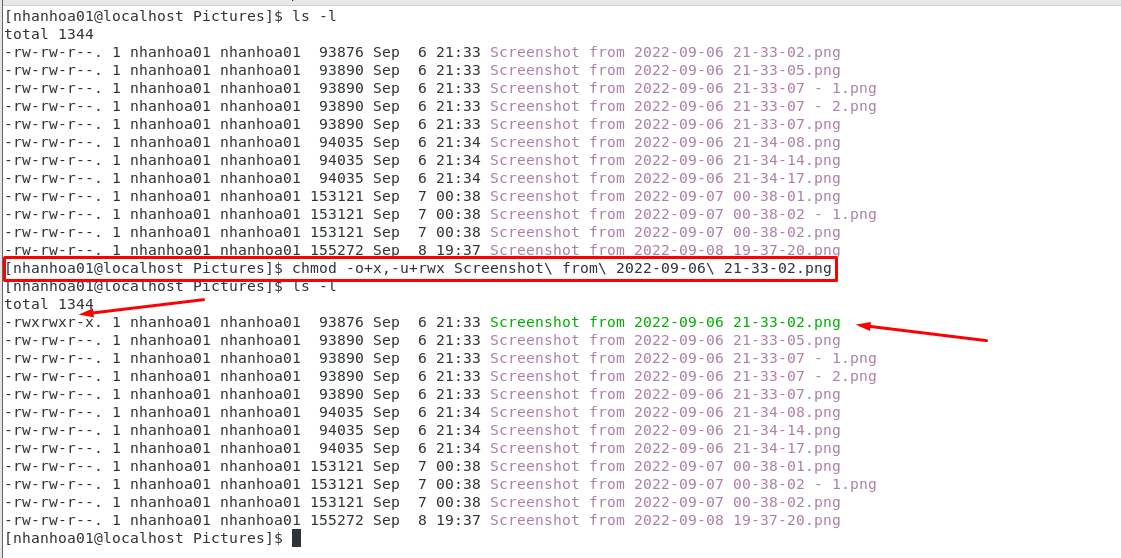 [nhanhoa01@localhost Pictures]$ ls -l
total 1344
-rw-rw-r--. 1 nhanhoa01 nhanhoa01  93876 Sep  6 21:33 Screenshot from 2022-09-06 21-33-02.png
-rw-rw-r--. 1 nhanhoa01 nhanhoa01  93890 Sep  6 21:33 Screenshot from 2022-09-06 21-33-05.png
-rw-rw-r--. 1 nhanhoa01 nhanhoa01  93890 Sep  6 21:33 Screenshot from 2022-09-06 21-33-07 - 1.png
-rw-rw-r--. 1 nhanhoa01 nhanhoa01  93890 Sep  6 21:33 Screenshot from 2022-09-06 21-33-07 - 2.png
-rw-rw-r--. 1 nhanhoa01 nhanhoa01  93890 Sep  6 21:33 Screenshot from 2022-09-06 21-33-07.png
-rw-rw-r--. 1 nhanhoa01 nhanhoa01  94035 Sep  6 21:34 Screenshot from 2022-09-06 21-34-08.png
-rw-rw-r--. 1 nhanhoa01 nhanhoa01  94035 Sep  6 21:34 Screenshot from 2022-09-06 21-34-14.png
-rw-rw-r--. 1 nhanhoa01 nhanhoa01  94035 Sep  6 21:34 Screenshot from 2022-09-06 21-34-17.png
-rw-rw-r--. 1 nhanhoa01 nhanhoa01 153121 Sep  7 00:38 Screenshot from 2022-09-07 00-38-01.png
-rw-rw-r--. 1 nhanhoa01 nhanhoa01 153121 Sep  7 00:38 Screenshot from 2022-09-07 00-38-02 - 1.png
-rw-rw-r--. 1 nhanhoa01 nhanhoa01 153121 Sep  7 00:38 Screenshot from 2022-09-07 00-38-02.png
-rw-rw-r--. 1 nhanhoa01 nhanhoa01 155272 Sep  8 19:37 Screenshot from 2022-09-08 19-37-20.png
[nhanhoa01@localhost Pictures]$ chmod -o+x,-u+rwx Screenshot\ from\ 2022-09-06\ 21-33-02.png
[nhanhoa01@localhost Pictures]$ ls -l
total 1344
-rwxrwxr-x. 1 nhanhoa01 nhanhoa01  93876 Sep  6 21:33 Screenshot from 2022-09-06 21-33-02.png
-rw-rw-r--. 1 nhanhoa01 nhanhoa01  93890 Sep  6 21:33 Screenshot from 2022-09-06 21-33-05.png
-rw-rw-r--. 1 nhanhoa01 nhanhoa01  93890 Sep  6 21:33 Screenshot from 2022-09-06 21-33-07 - 1.png
-rw-rw-r--. 1 nhanhoa01 nhanhoa01  93890 Sep  6 21:33 Screenshot from 2022-09-06 21-33-07 - 2.png
-rw-rw-r--. 1 nhanhoa01 nhanhoa01  93890 Sep  6 21:33 Screenshot from 2022-09-06 21-33-07.png
-rw-rw-r--. 1 nhanhoa01 nhanhoa01  94035 Sep  6 21:34 Screenshot from 2022-09-06 21-34-08.png
-rw-rw-r--. 1 nhanhoa01 nhanhoa01  94035 Sep  6 21:34 Screenshot from 2022-09-06 21-34-14.png
-rw-rw-r--. 1 nhanhoa01 nhanhoa01  94035 Sep  6 21:34 Screenshot from 2022-09-06 21-34-17.png
-rw-rw-r--. 1 nhanhoa01 nhanhoa01 153121 Sep  7 00:38 Screenshot from 2022-09-07 00-38-01.png
-rw-rw-r--. 1 nhanhoa01 nhanhoa01 153121 Sep  7 00:38 Screenshot from 2022-09-07 00-38-02 - 1.png
-rw-rw-r--. 1 nhanhoa01 nhanhoa01 153121 Sep  7 00:38 Screenshot from 2022-09-07 00-38-02.png
-rw-rw-r--. 1 nhanhoa01 nhanhoa01 155272 Sep  8 19:37 Screenshot from 2022-09-08 19-37-20.png
[nhanhoa01@localhost Pictures]$